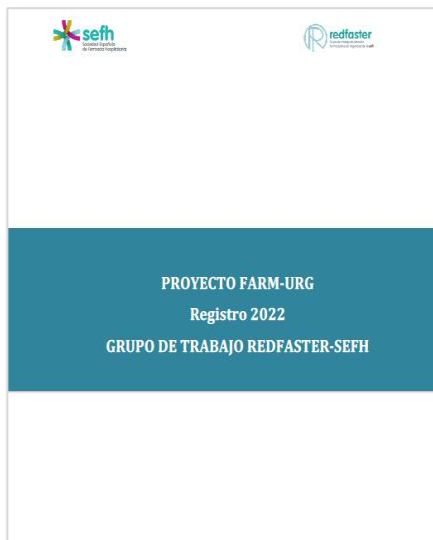 sefh
Sociedad Española
de Farmacia Hospitalaria
redfaster
PROYECTO FARM-URG
Registro 2022
GRUPO DE TRABAJO REDFASTER-SEFH